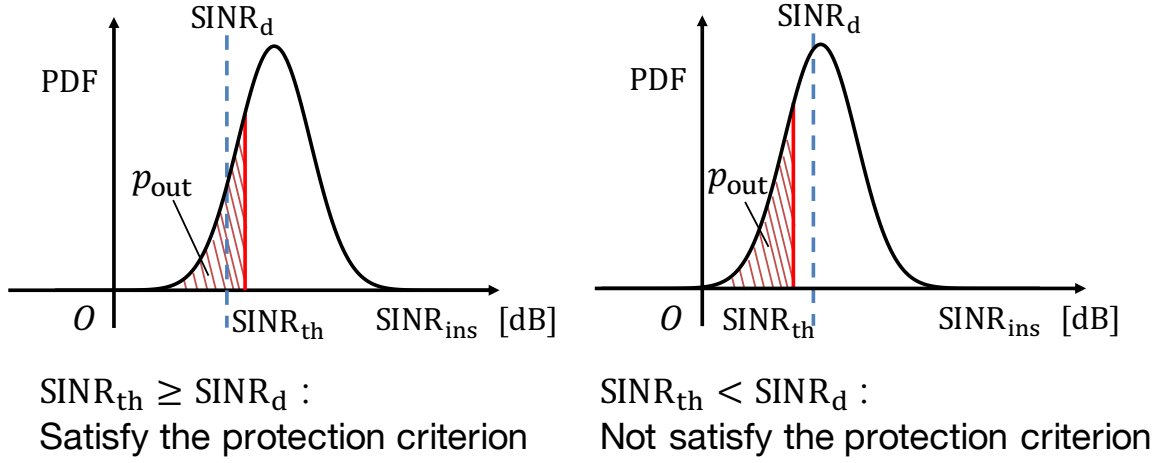 SINR_d
PDF
p_out
O
SINR_th
SINR_ins [dB]
SINR_th ≥ SINR_d :
Satisfy the protection criterion
SINR_d
PDF
p_out
O
SINR_th
SINR_ins [dB]
SINR_th < SINR_d :
Not satisfy the protection criterion